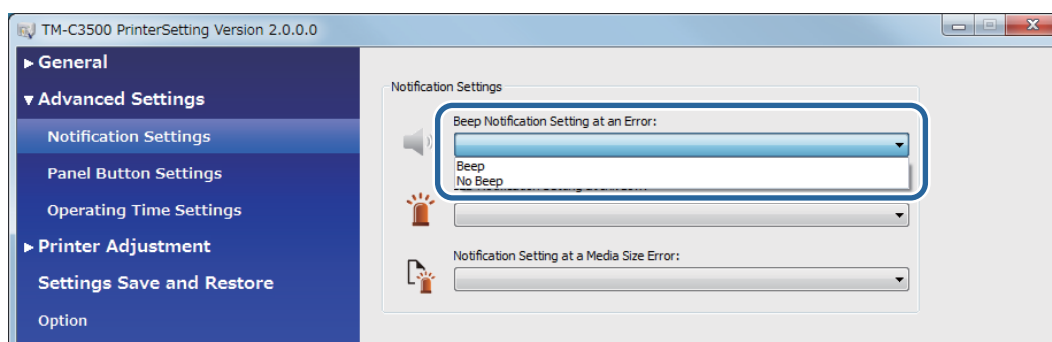 TM-C3500 PrinterSetting Version 2.0.0.0
General
Advanced Settings
Notification Settings
Panel Button Settings
Operating Time Settings
Printer Adjustment
Settings Save and Restore
Option
Notification Settings
Beep Notification Setting at an Error:
Beep
No Beep
Notification Setting at a Media Size Error: